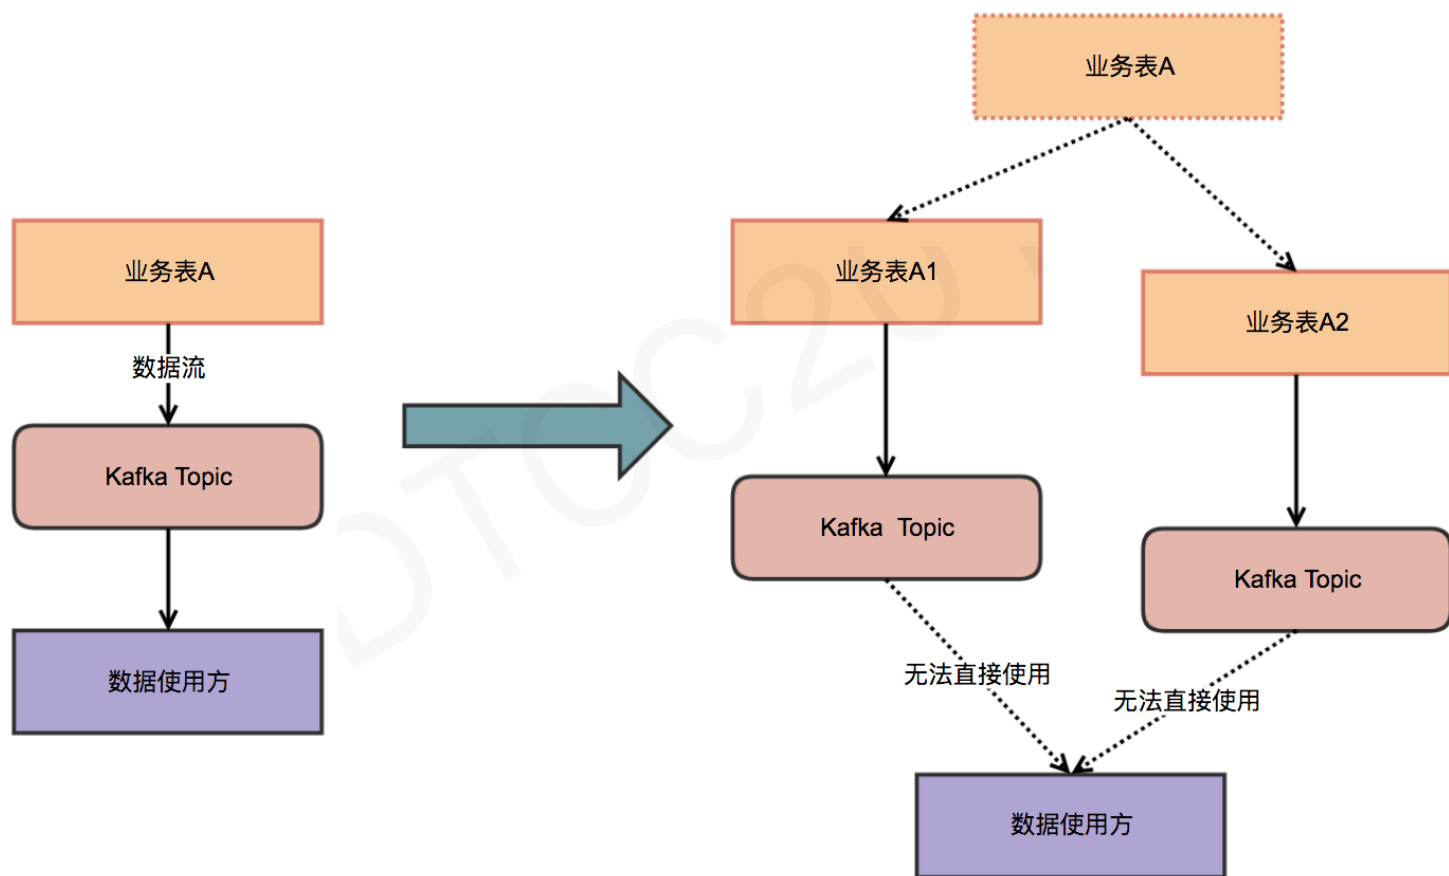 业务表A
数据流
Kafka Topic
数据使用方
业务表A
业务表A1
业务表A2
Kafka Topic
Kafka Topic
无法直接使用
无法直接使用
数据使用方
DTCC20